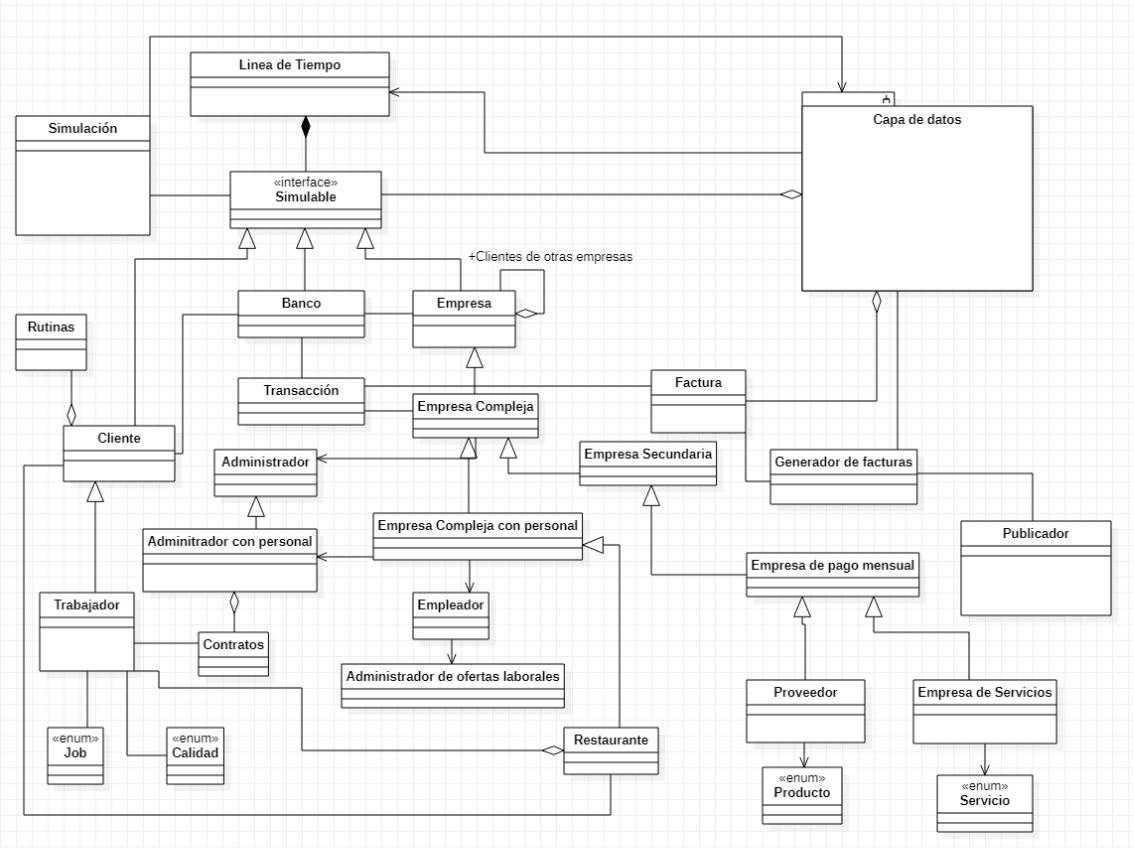 Linea de Tiempo
Capa de datos
Simulación
«interface»
Simulable
+Clientes de otras empresas
Banco
Empresa
Rutinas
Transacción
Factura
Empresa Compleja
Cliente
Administrador
Empresa Secundaria
Generador de facturas
Adminitrador con personal
Empresa Compleja con personal
Publicador
Empresa de pago mensual
Trabajador
Empleador
Contratos
Administrador de ofertas laborales
Proveedor
Empresa de Servicios
«enum»
Job
«enum»
Calidad
Restaurante
«enum»
Producto
«enum»
Servicio